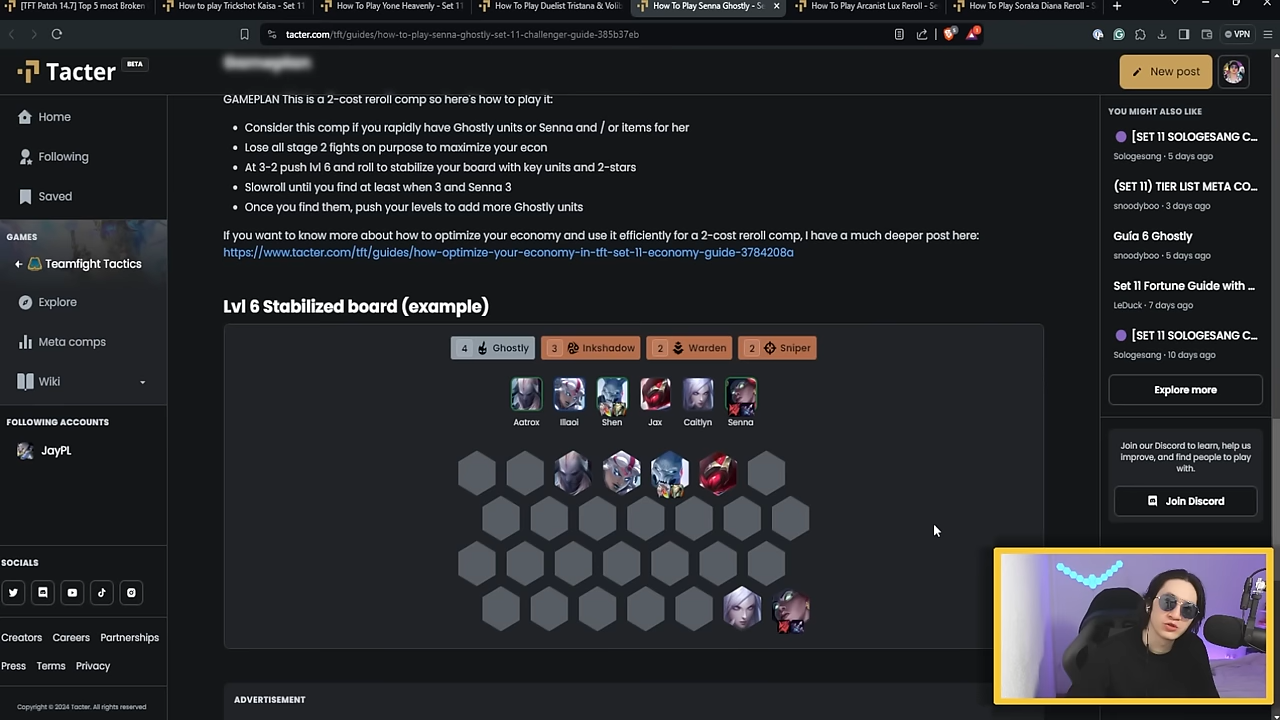 [TFT Patch 14.7] Top 5 most Broken
How to play Trickshot Kaisa - Set 11
How To Play Yone Heavenly - Set 11
How To Play Duelist Tristana & Volib
How To Play Senna Ghostly - Se
How To Play Arcanist Lux Reroll - Se
How To Play Soraka Diana Reroll - S
tacter.com/tft/guides/how-to-play-senna-ghostly-set-11-challenger-guide-385b37eb
VPN
Tacter
BETA
New post
Home
Following
Saved
GAMES
Teamfight Tactics
Explore
Meta comps
Wiki
FOLLOWING ACCOUNTS
JayPL
SOCIALS
Creators Careers Partnerships
Press Terms Privacy
Copyright © 2024 Tacter. All rights reserved
Gameplan
GAMEPLAN This is a 2-cost reroll comp so here's how to play it:
• Consider this comp if you rapidly have Ghostly units or Senna and / or items for her
• Lose all stage 2 fights on purpose to maximize your econ
• At 3-2 push lvl 6 and roll to stabilize your board with key units and 2-stars
• Slowroll until you find at least when 3 and Senna 3
• Once you find them, push your levels to add more Ghostly units
If you want to know more about how to optimize your economy and use it efficiently for a 2-cost reroll comp, I have a much deeper post here:
https://www.tacter.com/tft/guides/how-optimize-your-economy-in-tft-set-11-economy-guide-3784208a
Lvl 6 Stabilized board (example)
4 Ghostly 3 Inkshadow 2 Warden 2 Sniper
Aatrox Illaoi Shen Jax Caitlyn Senna
ADVERTISEMENT
YOU MIGHT ALSO LIKE
[SET 11 SOLOGESANG C...
Sologesang · 5 days ago
(SET 11) TIER LIST META CO...
snoodyboo · 3 days ago
Guía 6 Ghostly
snoodyboo · 5 days ago
Set 11 Fortune Guide with ...
LeDuck · 7 days ago
[SET 11 SOLOGESANG C...
Sologesang · 10 days ago
Explore more
Join our Discord to learn, help us
improve, and find people to play
with.
Join Discord